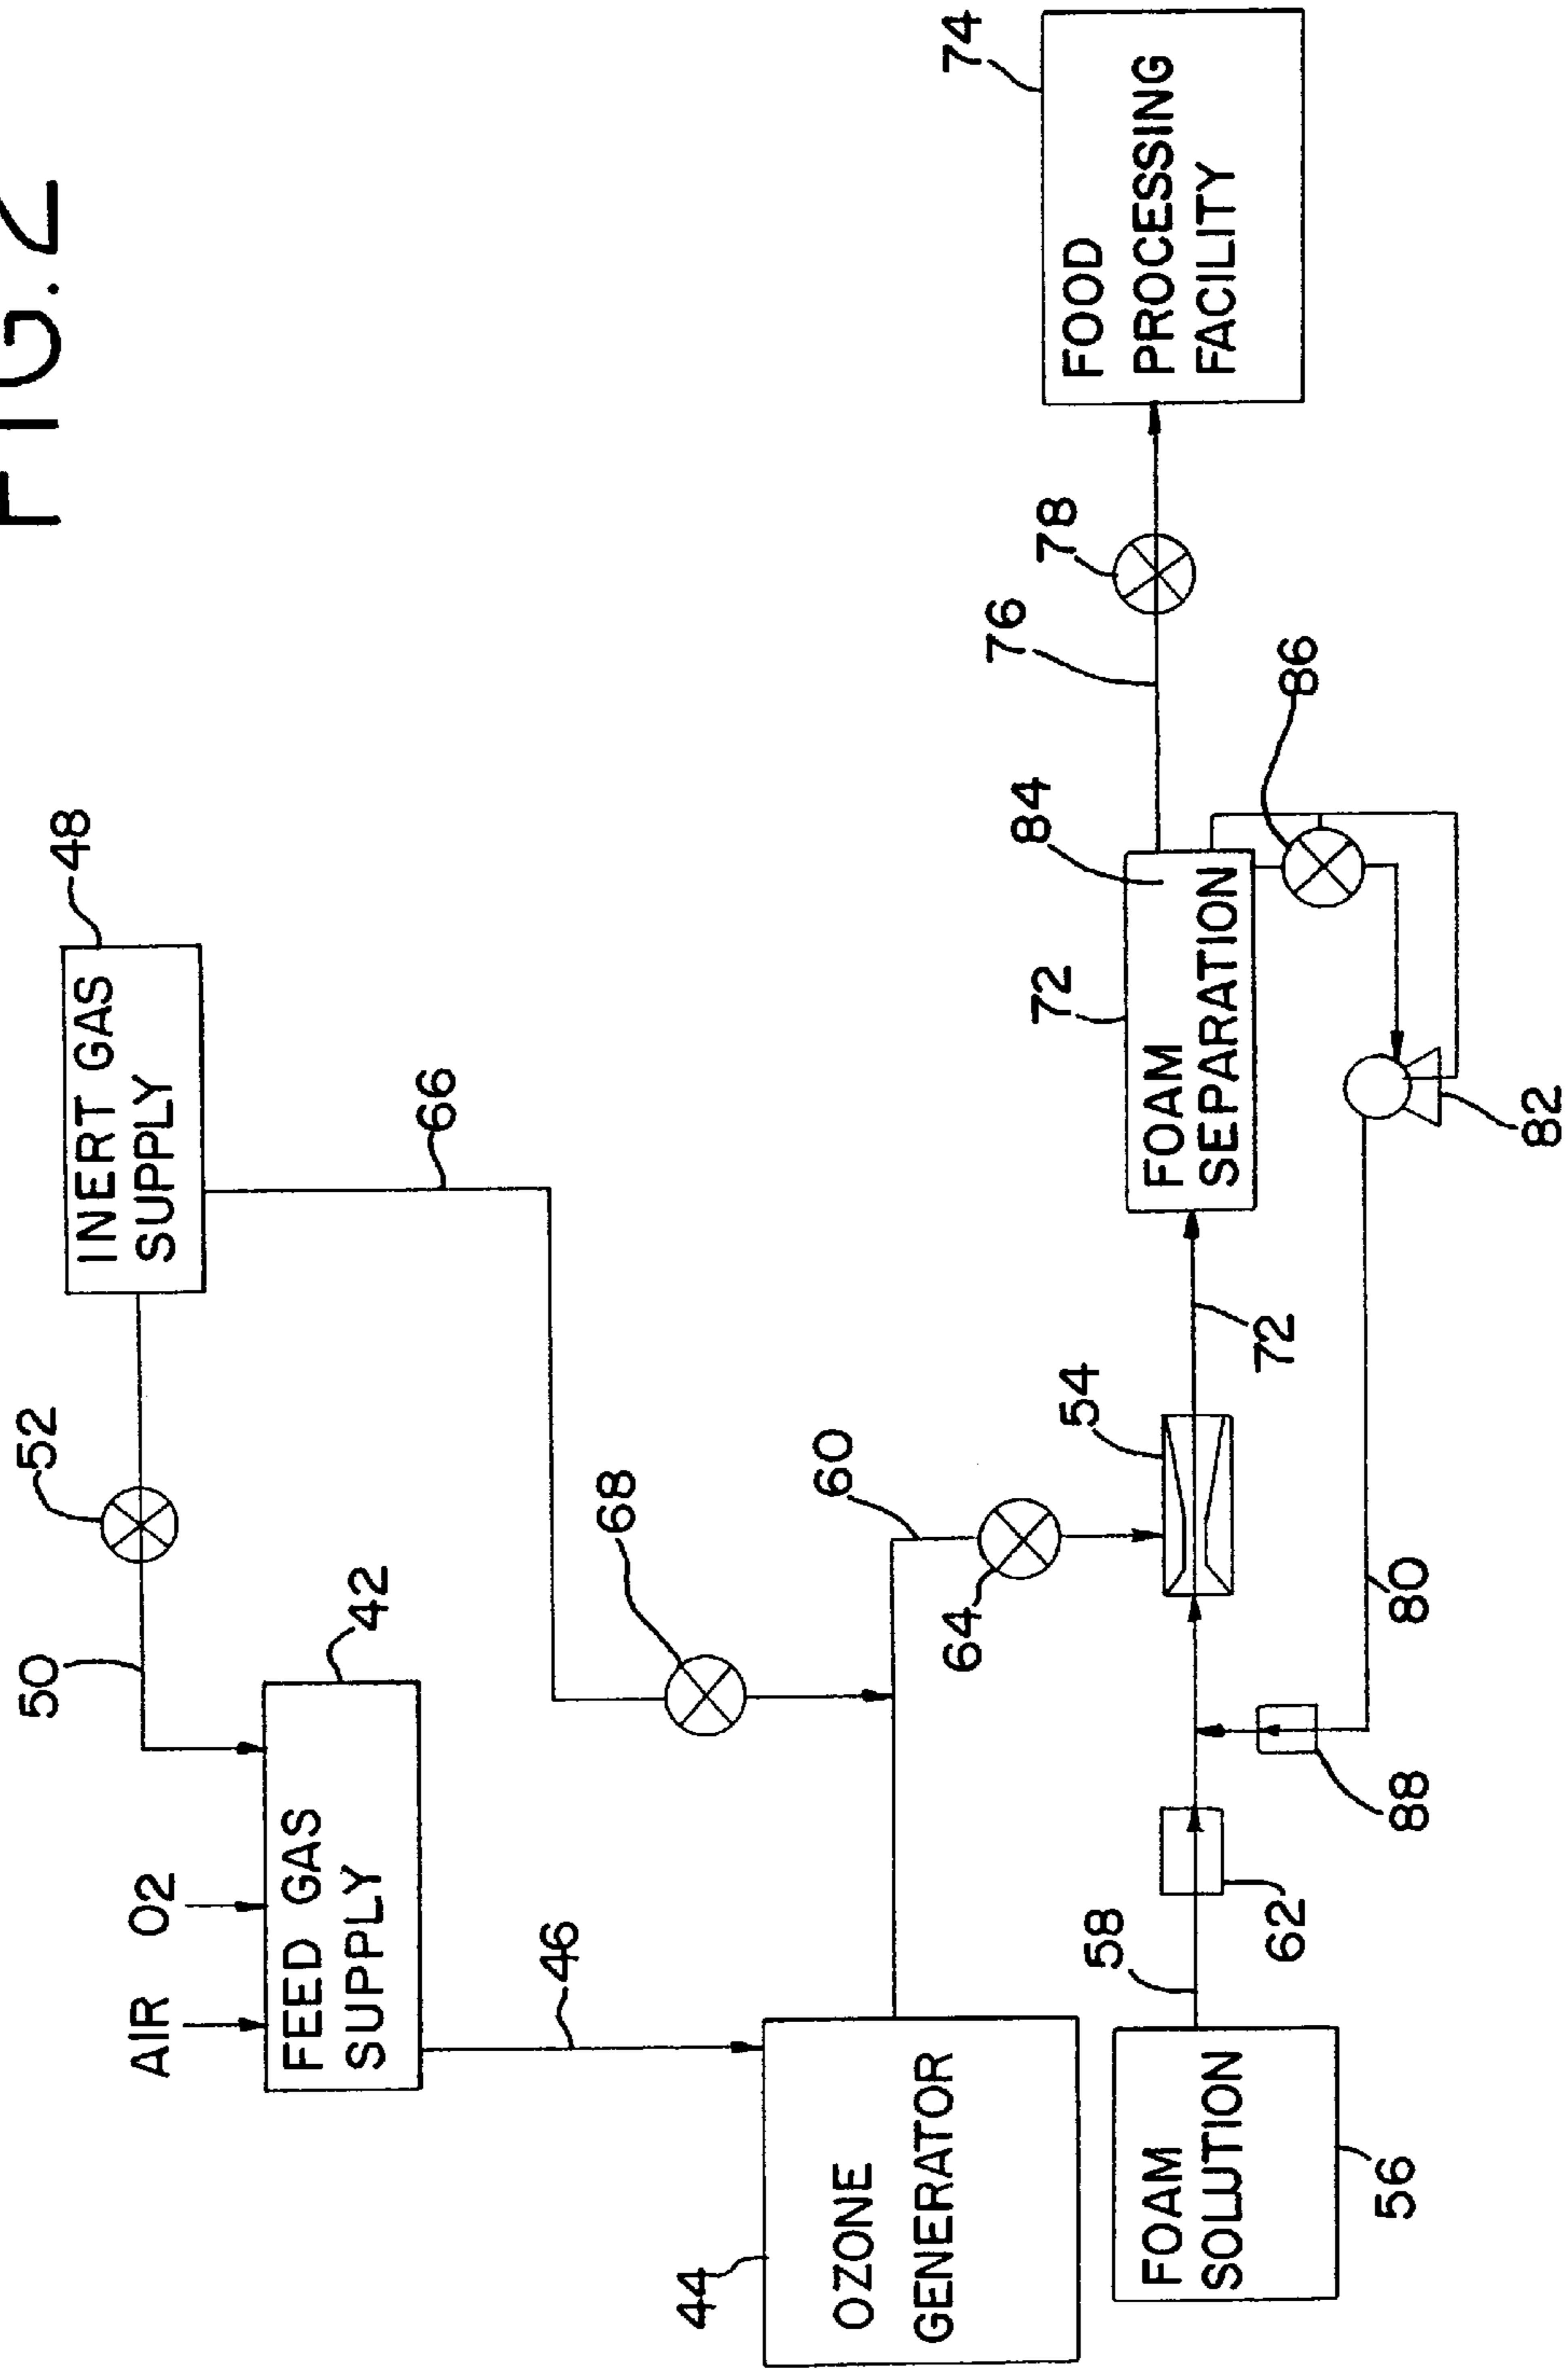 FIG. 2
48
INERT GAS
SUPPLY
52
50
66
AIR
O2
42
FEED GAS
SUPPLY
46
68
60
44
OZONE
GENERATOR
64
54
58
62
FOAM
SOLUTION
56
88
80
72
72
FOAM
SEPARATION
84
86
82
76
78
74
FOOD
PROCESSING
FACILITY